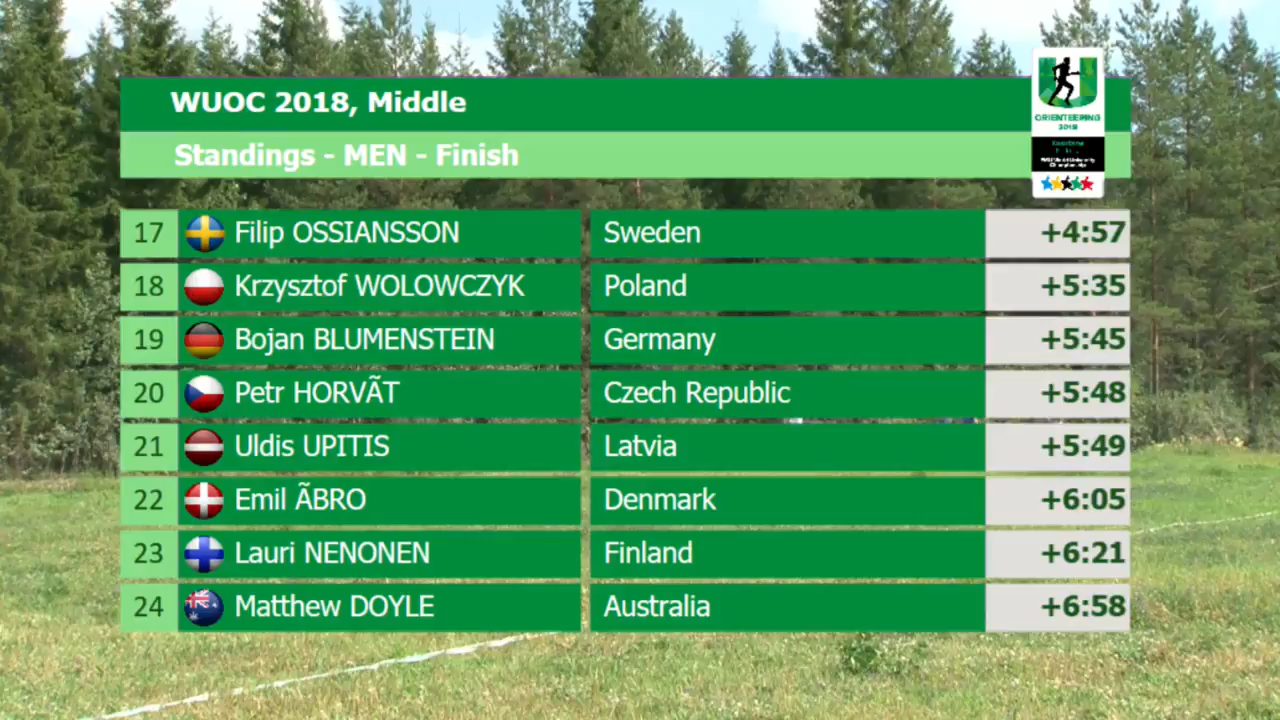 WUOC 2018, Middle
Standings - MEN - Finish
ORIENTEERING
2018
17 Filip OSSIANSSON Sweden +4:57
18 Krzysztof WOLOWCZYK Poland +5:35
19 Bojan BLUMENSTEIN Germany +5:45
20 Petr HORVÃT Czech Republic +5:48
21 Uldis UPITIS Latvia +5:49
22 Emil ÃBRO Denmark +6:05
23 Lauri NENONEN Finland +6:21
24 Matthew DOYLE Australia +6:58